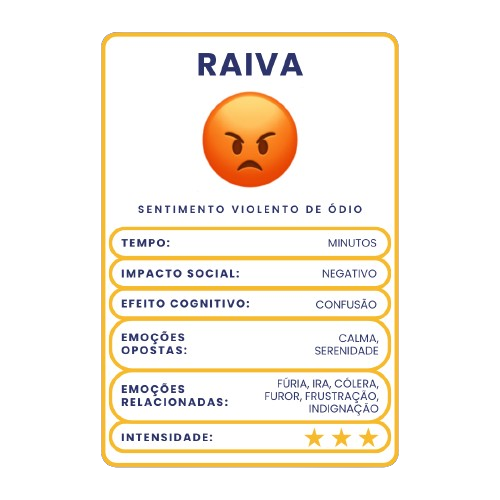 RAIVA
SENTIMENTO VIOLENTO DE ÓDIO
TEMPO: MINUTOS
IMPACTO SOCIAL: NEGATIVO
EFEITO COGNITIVO: CONFUSÃO
EMOÇÕES OPOSTAS:
CALMA,
SERENIDADE
EMOÇÕES RELACIONADAS:
FÚRIA, IRA, CÓLERA,
FUROR, FRUSTRAÇÃO,
INDIGNAÇÃO
INTENSIDADE: ★ ★ ★